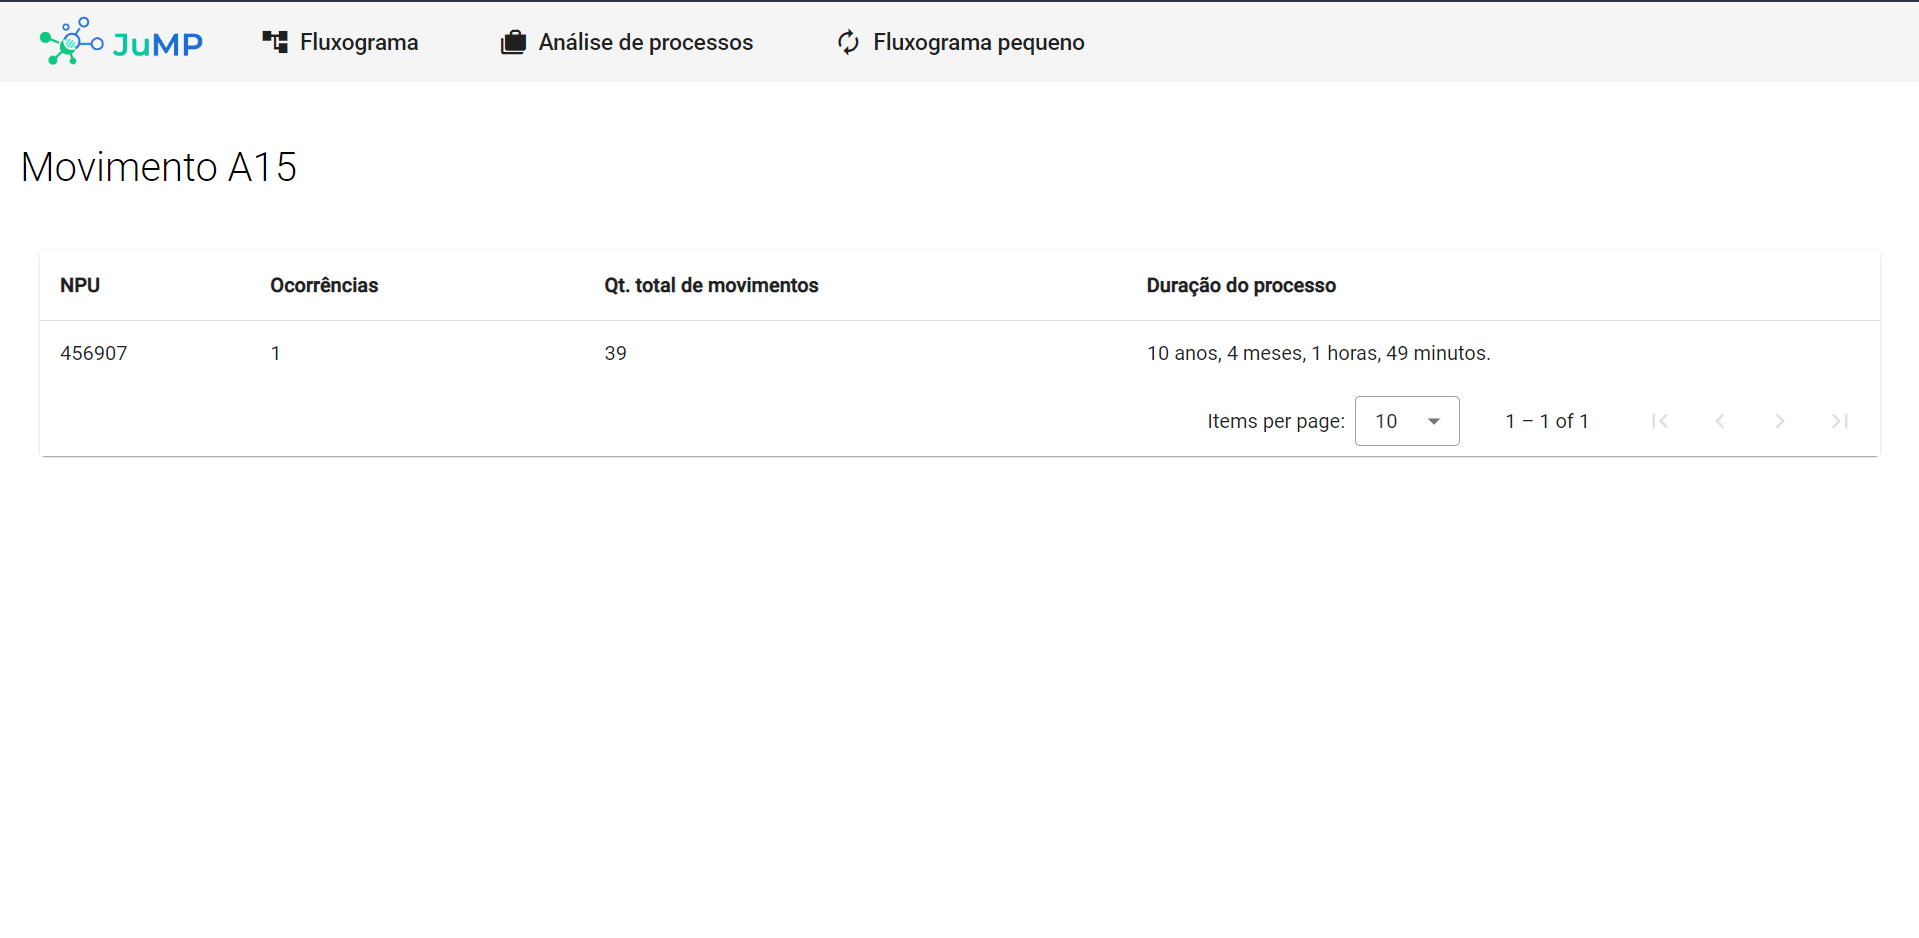 JuMP Fluxograma Análise de processos Fluxograma pequeno
Movimento A15
NPU Ocorrências Qt. total de movimentos Duração do processo
456907 1 39 10 anos, 4 meses, 1 horas, 49 minutos.
Items per page: 10 1 – 1 of 1